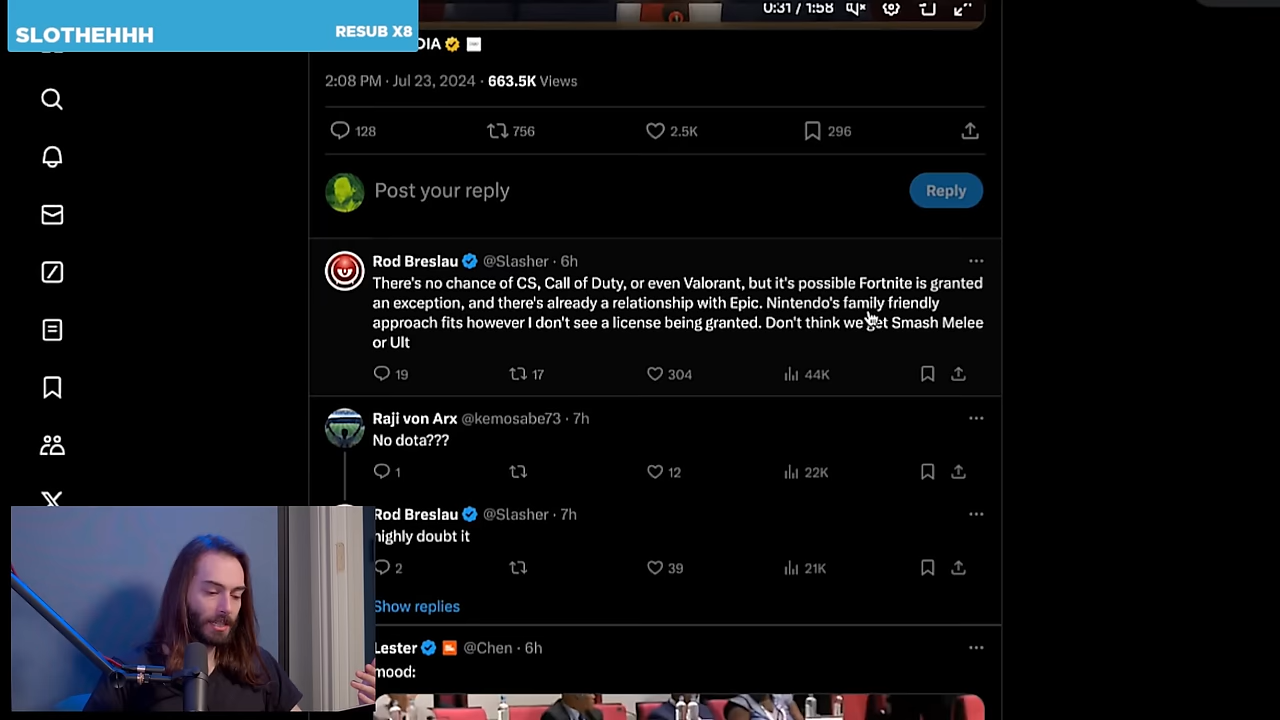 SLOTHEHHH
RESUB X8
0:31 / 1:58
DIA
2:08 PM · Jul 23, 2024 · 663.5K Views
128
756
2.5K
296
Post your reply
Reply
Rod Breslau @Slasher · 6h
There's no chance of CS, Call of Duty, or even Valorant, but it's possible Fortnite is granted
an exception, and there's already a relationship with Epic. Nintendo's family friendly
approach fits however I don't see a license being granted. Don't think we get Smash Melee
or Ult
19
17
304
44K
Raji von Arx @kemosabe73 · 7h
No dota???
1
12
22K
Rod Breslau @Slasher · 7h
highly doubt it
2
39
21K
Show replies
Lester @Chen · 6h
mood: